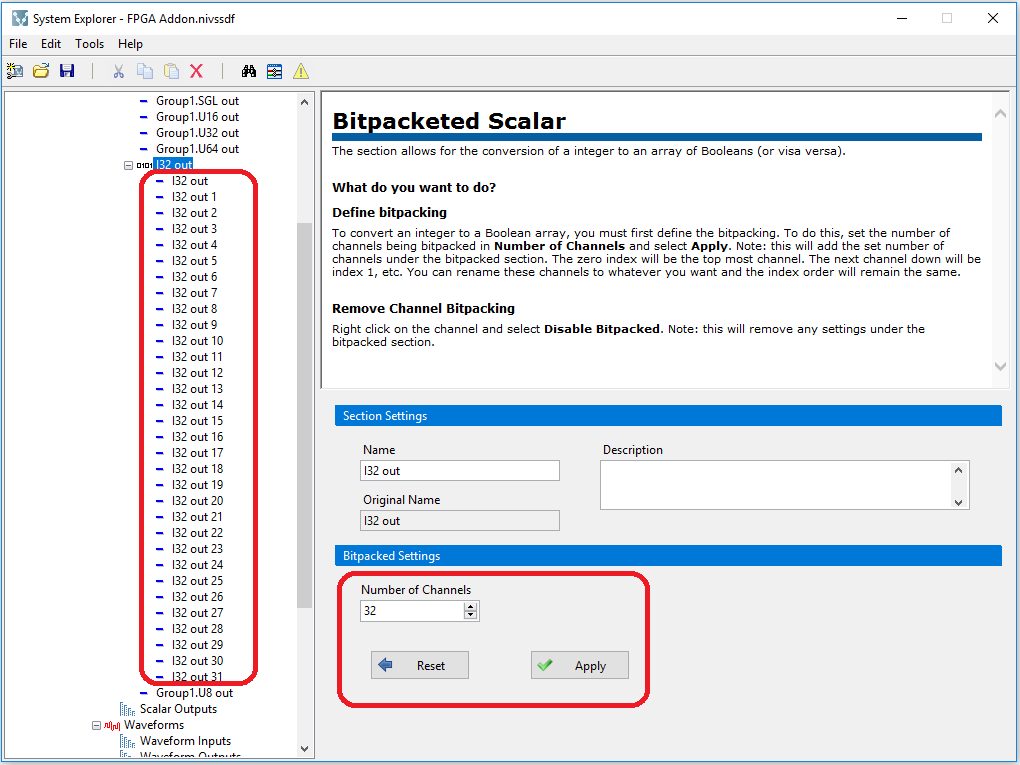 System Explorer - FPGA Addon.nivssdf
File Edit Tools Help
Group1.SGL out
Group1.U16 out
Group1.U32 out
Group1.U64 out
0101 I32 out
I32 out
I32 out 1
I32 out 2
I32 out 3
I32 out 4
I32 out 5
I32 out 6
I32 out 7
I32 out 8
I32 out 9
I32 out 10
I32 out 11
I32 out 12
I32 out 13
I32 out 14
I32 out 15
I32 out 16
I32 out 17
I32 out 18
I32 out 19
I32 out 20
I32 out 21
I32 out 22
I32 out 23
I32 out 24
I32 out 25
I32 out 26
I32 out 27
I32 out 28
I32 out 29
I32 out 30
I32 out 31
Group1.U8 out
Scalar Outputs
Waveforms
Waveform Inputs
Waveform Outputs
Bitpacketed Scalar
The section allows for the conversion of a integer to an array of Booleans (or visa versa).
What do you want to do?
Define bitpacking
To convert an integer to a Boolean array, you must first define the bitpacking. To do this, set the number of
channels being bitpacked in Number of Channels and select Apply. Note: this will add the set number of
channels under the bitpacked section. The zero index will be the top most channel. The next channel down will be
index 1, etc. You can rename these channels to whatever you want and the index order will remain the same.
Remove Channel Bitpacking
Right click on the channel and select Disable Bitpacked. Note: this will remove any settings under the
bitpacked section.
Section Settings
Name
I32 out
Description
Original Name
I32 out
Bitpacked Settings
Number of Channels
32
Reset
Apply